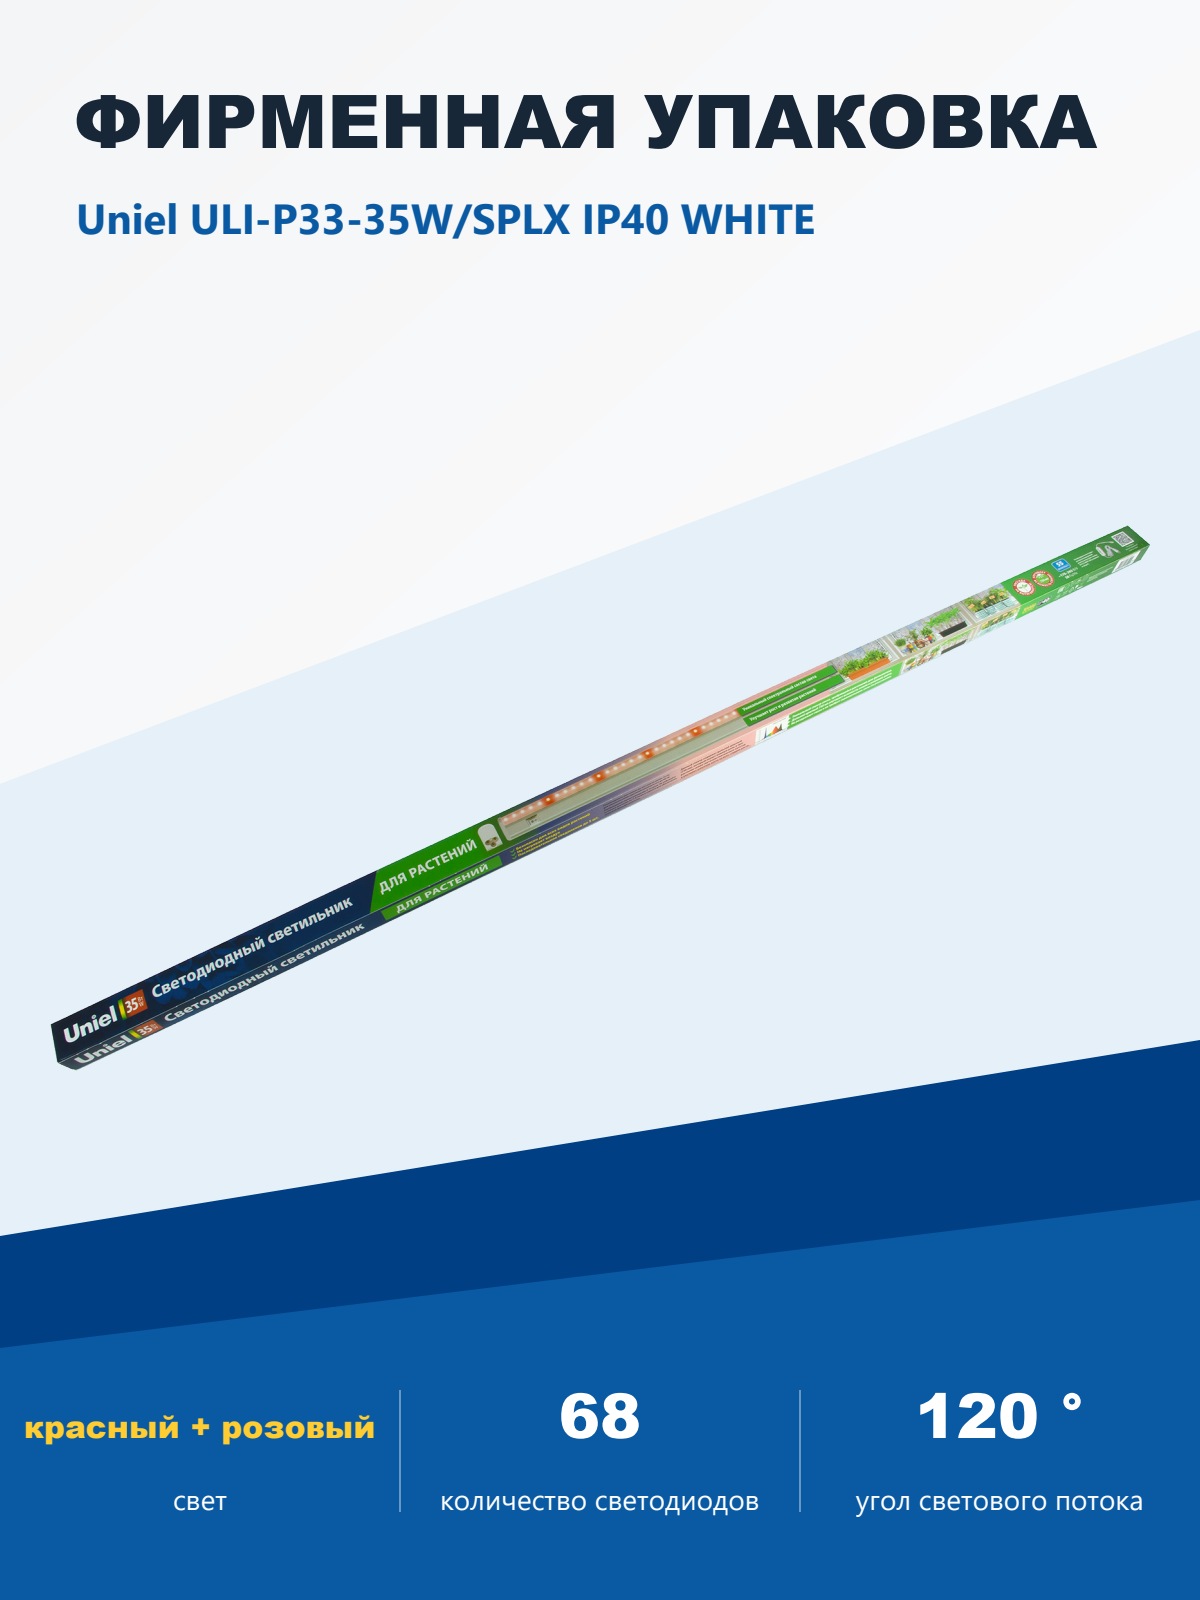 ФИРМЕННАЯ УПАКОВКА
Uniel ULI-P33-35W/SPLX IP40 WHITE
Uniel 35 Светодиодный светильник ДЛЯ РАСТЕНИЙ
Uniel 35 Светодиодный светильник ДЛЯ РАСТЕНИЙ
красный + розовый
свет
68
количество светодиодов
120 °
угол светового потока